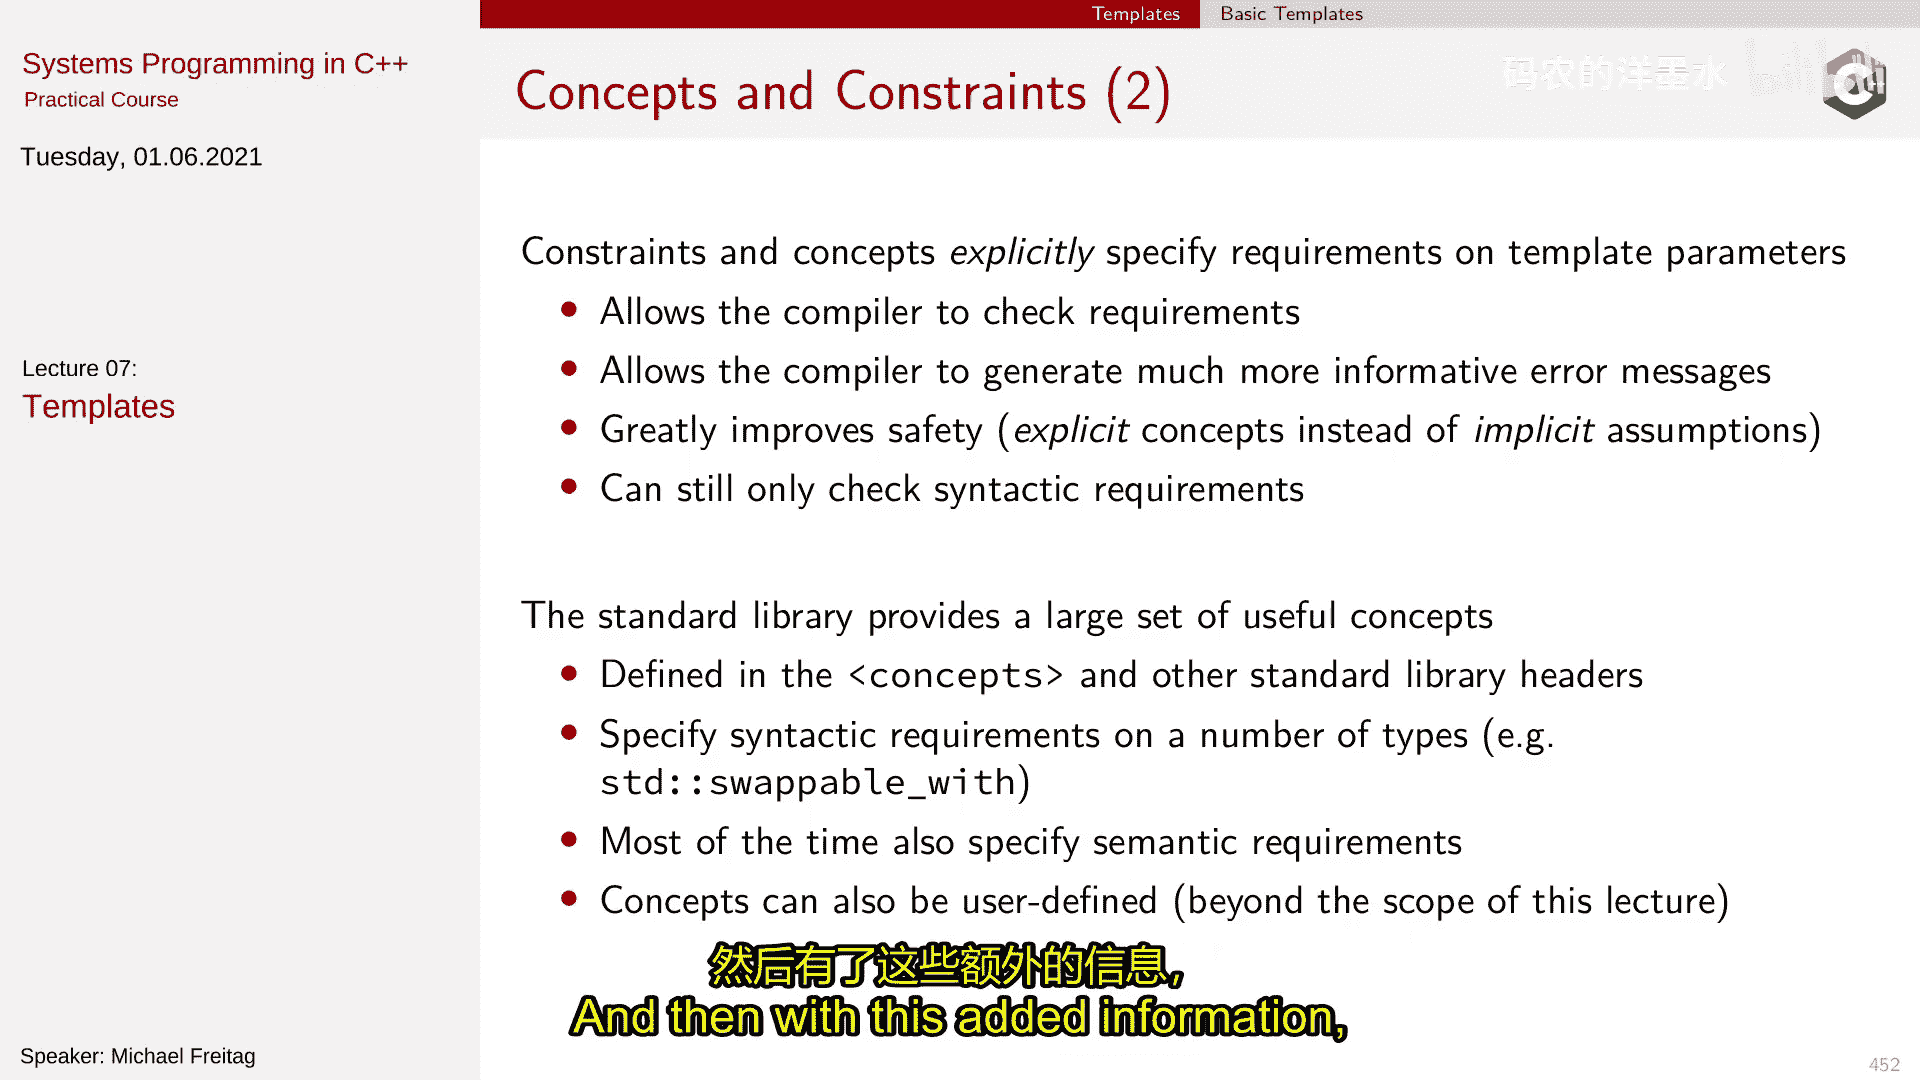 Templates Basic Templates
Systems Programming in C++
Practical Course
Tuesday, 01.06.2021
Lecture 07:
Templates
Speaker: Michael Freitag
Concepts and Constraints (2)
码农的洋墨水
Constraints and concepts explicitly specify requirements on template parameters
• Allows the compiler to check requirements
• Allows the compiler to generate much more informative error messages
• Greatly improves safety (explicit concepts instead of implicit assumptions)
• Can still only check syntactic requirements
The standard library provides a large set of useful concepts
• Defined in the <concepts> and other standard library headers
• Specify syntactic requirements on a number of types (e.g.
std::swappable_with)
• Most of the time also specify semantic requirements
• Concepts can also be user-defined (beyond the scope of this lecture)
然后有了这些额外的信息,
And then with this added information,
452